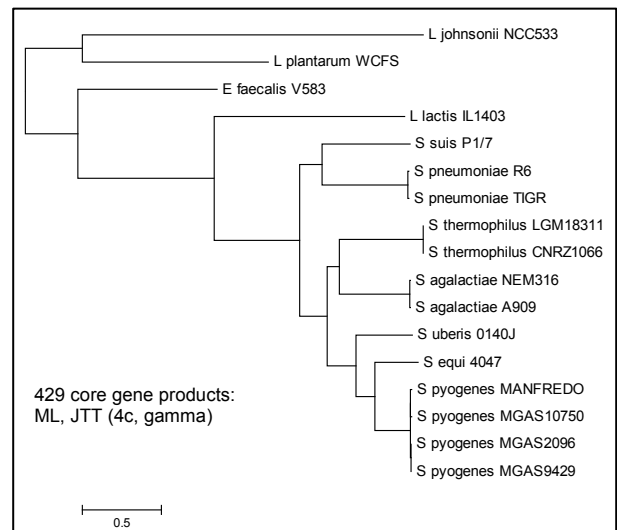 L johnsonii NCC533
L plantarum WCFS
E faecalis V583
L lactis IL1403
S suis P1/7
S pneumoniae R6
S pneumoniae TIGR
S thermophilus LGM18311
S thermophilus CNRZ1066
S agalactiae NEM316
S agalactiae A909
S uberis 0140J
S equi 4047
S pyogenes MANFREDO
S pyogenes MGAS10750
S pyogenes MGAS2096
S pyogenes MGAS9429
429 core gene products:
ML, JTT (4c, gamma)
0.5